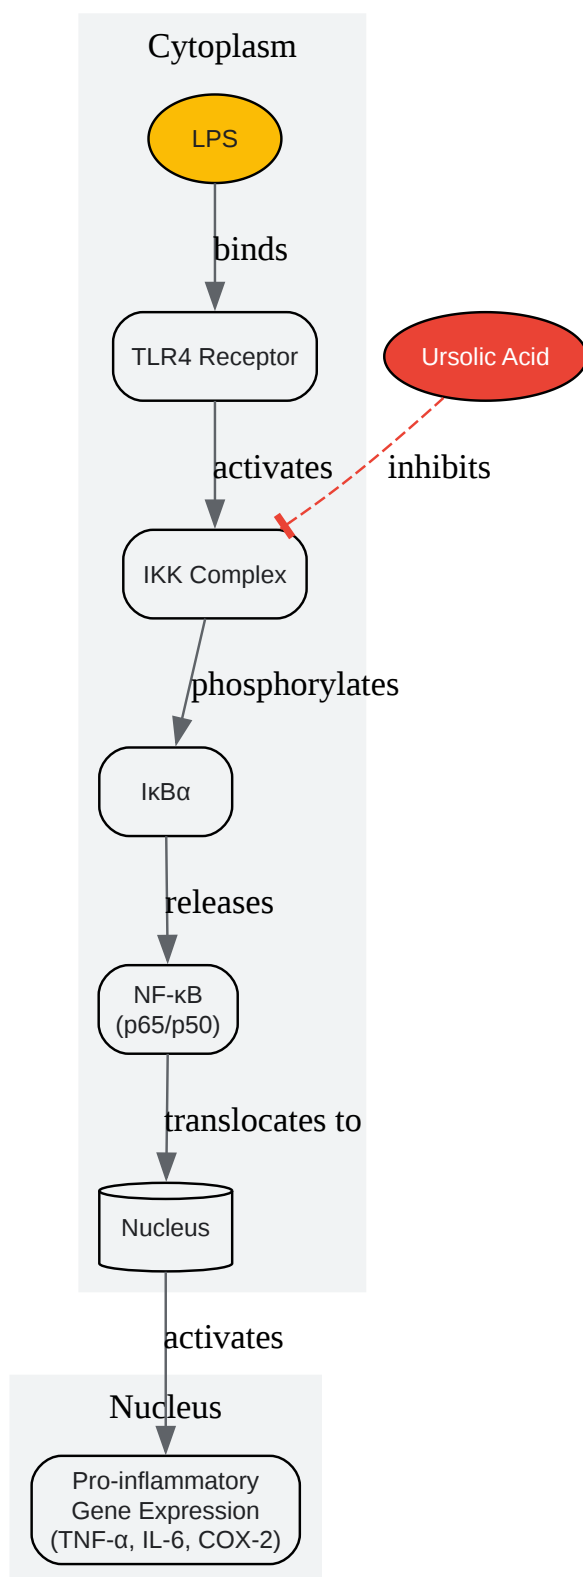 Cytoplasm
LPS
binds
TLR4 Receptor
Ursolic Acid
activates
inhibits
IKK Complex
phosphorylates
IκBα
releases
NF-κB
(p65/p50)
translocates to
Nucleus
activates
Nucleus
Pro-inflammatory
Gene Expression
(TNF-α, IL-6, COX-2)